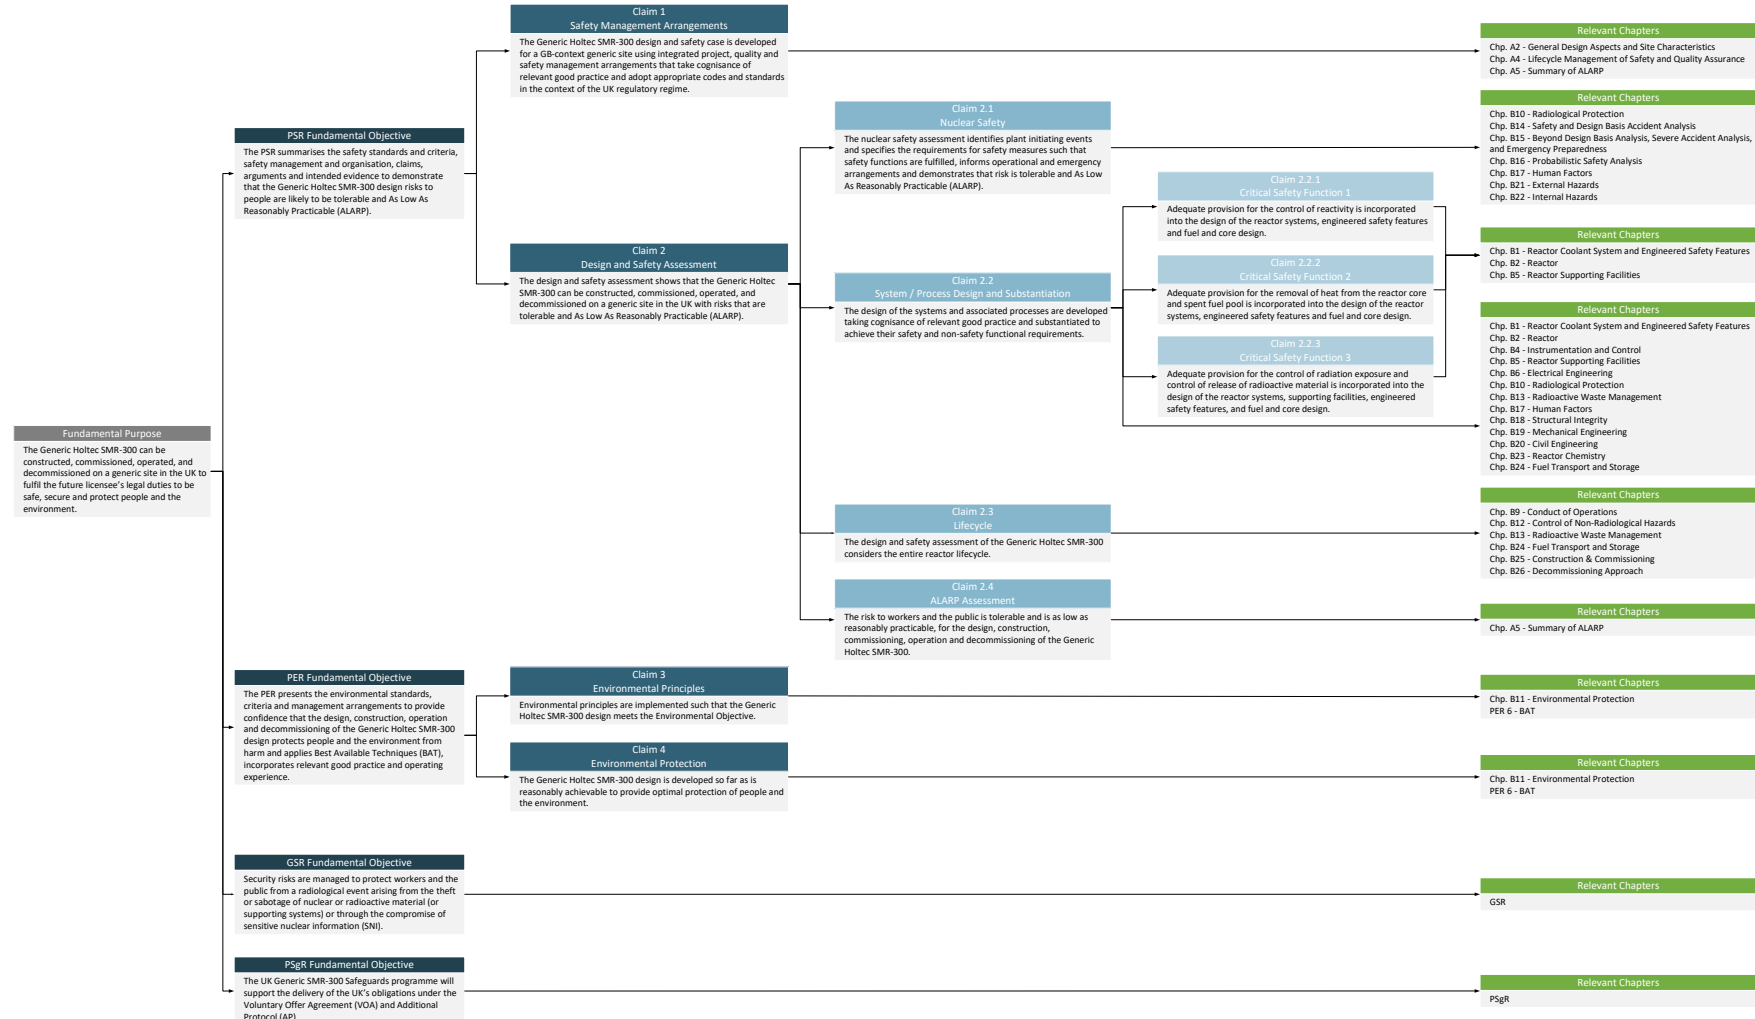 Fundamental Purpose
The Generic Holtec SMR-300 can be
constructed, commissioned, operated, and
decommissioned on a generic site in the UK to
fulfil the future licensee's legal duties to be
safe, secure and protect people and the
environment.
PSR Fundamental Objective
The PSR summarises the safety standards and criteria,
safety management and organisation, claims,
arguments and intended evidence to demonstrate
that the Generic Holtec SMR-300 design risks to
people are likely to be tolerable and As Low As
Reasonably Practicable (ALARP).
Claim 1
Safety Management Arrangements
The Generic Holtec SMR-300 design and safety case is developed
for a GB-context generic site using integrated project, quality and
safety management arrangements that take cognisance of
relevant good practice and adopt appropriate codes and standards
in the context of the UK regulatory regime.
Relevant Chapters
Chp. A2 - General Design Aspects and Site Characteristics
Chp. A4 - Lifecycle Management of Safety and Quality Assurance
Chp. A5 - Summary of ALARP
Claim 2
Design and Safety Assessment
The design and safety assessment shows that the Generic Holtec
SMR-300 can be constructed, commissioned, operated, and
decommissioned on a generic site in the UK with risks that are
tolerable and As Low As Reasonably Practicable (ALARP).
Claim 2.1
Nuclear Safety
The nuclear safety assessment identifies plant initiating events
and specifies the requirements for safety measures such that
safety functions are fulfilled, informs operational and emergency
arrangements and demonstrates that risk is tolerable and As Low
As Reasonably Practicable (ALARP).
Relevant Chapters
Chp. B10 - Radiological Protection
Chp. B14 - Safety and Design Basis Accident Analysis
Chp. B15 - Beyond Design Basis Analysis, Severe Accident Analysis,
and Emergency Preparedness
Chp. B16 - Probabilistic Safety Analysis
Chp. B17 - Human Factors
Chp. B21 - External Hazards
Chp. B22 - Internal Hazards
Claim 2.2
System / Process Design and Substantiation
The design of the systems and associated processes are developed
taking cognisance of relevant good practice and substantiated to
achieve their safety and non-safety functional requirements.
Claim 2.2.1
Critical Safety Function 1
Adequate provision for the control of reactivity is incorporated
into the design of the reactor systems, engineered safety features
and fuel and core design.
Claim 2.2.2
Critical Safety Function 2
Adequate provision for the removal of heat from the reactor core
and spent fuel pool is incorporated into the design of the reactor
systems, engineered safety features and fuel and core design.
Claim 2.2.3
Critical Safety Function 3
Adequate provision for the control of radiation exposure and
control of release of radioactive material is incorporated into the
design of the reactor systems, supporting facilities, engineered
safety features, and fuel and core design.
Relevant Chapters
Chp. B1 - Reactor Coolant System and Engineered Safety Features
Chp. B2 - Reactor
Chp. B5 - Reactor Supporting Facilities
Relevant Chapters
Chp. B1 - Reactor Coolant System and Engineered Safety Features
Chp. B2 - Reactor
Chp. B4 - Instrumentation and Control
Chp. B5 - Reactor Supporting Facilities
Chp. B6 - Electrical Engineering
Chp. B10 - Radiological Protection
Chp. B13 - Radioactive Waste Management
Chp. B17 - Human Factors
Chp. B18 - Structural Integrity
Chp. B19 - Mechanical Engineering
Chp. B20 - Civil Engineering
Chp. B23 - Reactor Chemistry
Chp. B24 - Fuel Transport and Storage
Claim 2.3
Lifecycle
The design and safety assessment of the Generic Holtec SMR-300
considers the entire reactor lifecycle.
Relevant Chapters
Chp. B9 - Conduct of Operations
Chp. B12 - Control of Non-Radiological Hazards
Chp. B13 - Radioactive Waste Management
Chp. B24 - Fuel Transport and Storage
Chp. B25 - Construction & Commissioning
Chp. B26 - Decommissioning Approach
Claim 2.4
ALARP Assessment
The risk to workers and the public is tolerable and is as low as
reasonably practicable, for the design, construction,
commissioning, operation and decommissioning of the Generic
Holtec SMR-300.
Relevant Chapters
Chp. A5 - Summary of ALARP
PER Fundamental Objective
The PER presents the environmental standards,
criteria and management arrangements to provide
confidence that the design, construction, operation
and decommissioning of the Generic Holtec SMR-300
design protects people and the environment from
harm and applies Best Available Techniques (BAT),
incorporates relevant good practice and operating
experience.
Claim 3
Environmental Principles
Environmental principles are implemented such that the Generic
Holtec SMR-300 design meets the Environmental Objective.
Relevant Chapters
Chp. B11 - Environmental Protection
PER 6 - BAT
Claim 4
Environmental Protection
The Generic Holtec SMR-300 design is developed so far as is
reasonably achievable to provide optimal protection of people and
the environment.
Relevant Chapters
Chp. B11 - Environmental Protection
PER 6 - BAT
GSR Fundamental Objective
Security risks are managed to protect workers and the
public from a radiological event arising from the theft
or sabotage of nuclear or radioactive material (or
supporting systems) or through the compromise of
sensitive nuclear information (SNI).
Relevant Chapters
GSR
PSgR Fundamental Objective
The UK Generic SMR-300 Safeguards programme will
support the delivery of the UK's obligations under the
Voluntary Offer Agreement (VOA) and Additional
Protocol (AP)
Relevant Chapters
PSgR